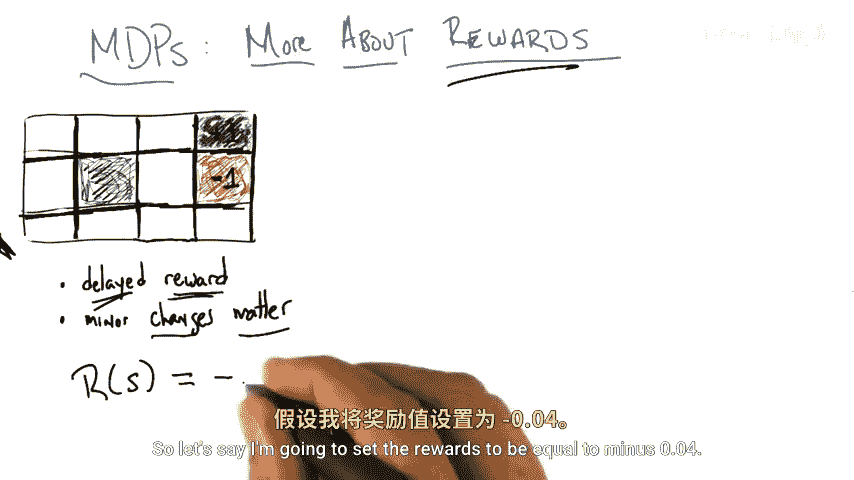 MDPs: More About Rewards
-1
• delayed reward
• minor changes matter
R(s) = -.
假设我将奖励值设置为 -0.04。
So let's say I'm going to set the rewards to be equal to minus 0.04.